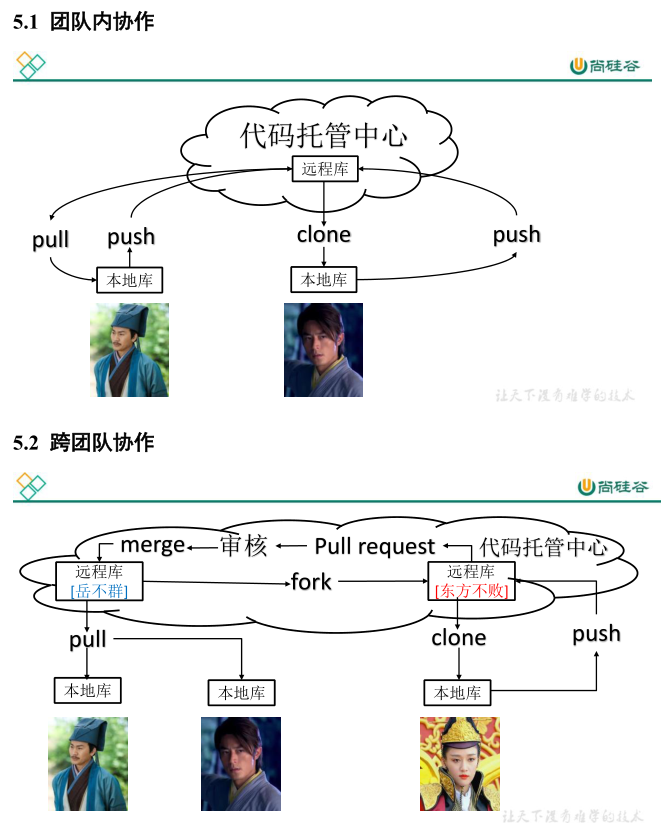 5.1 团队内协作
尚硅谷
代码托管中心
远程库
pull
push
clone
push
本地库
本地库
让天下没有难学的技术
5.2 跨团队协作
尚硅谷
merge
审核
Pull request
代码托管中心
远程库
[岳不群]
fork
远程库
[东方不败]
pull
clone
push
本地库
本地库
本地库
让天下没有难学的技术